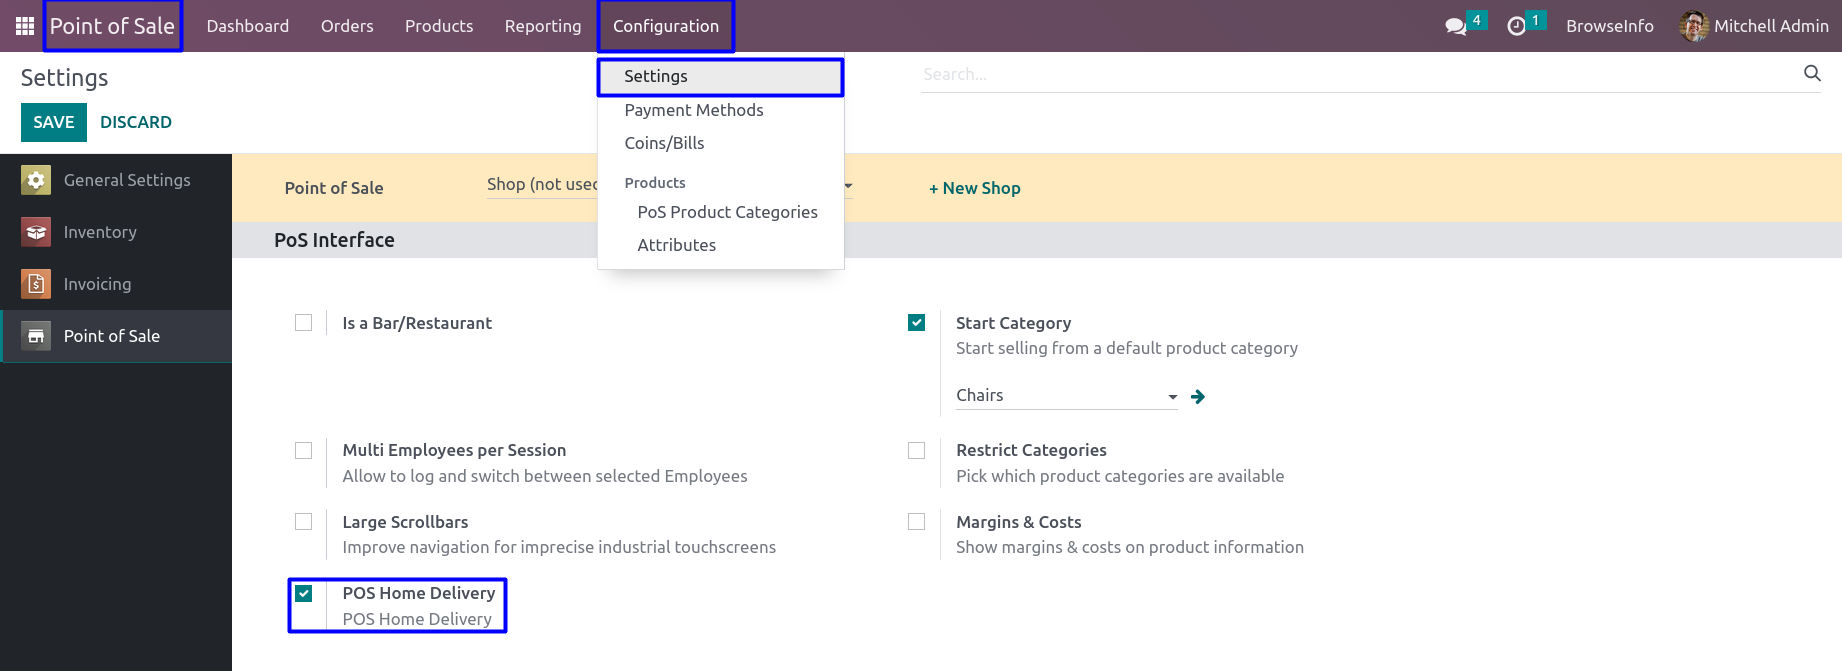 Point of Sale Dashboard Orders Products Reporting Configuration 4 1 BrowseInfo Mitchell Admin
Settings
Search...
SAVE DISCARD
Settings
Payment Methods
Coins/Bills
Products
PoS Product Categories
Attributes
General Settings
Inventory
Invoicing
Point of Sale
Point of Sale Shop (not used + New Shop
PoS Interface
Is a Bar/Restaurant
Start Category
Start selling from a default product category
Chairs
Multi Employees per Session
Allow to log and switch between selected Employees
Restrict Categories
Pick which product categories are available
Large Scrollbars
Improve navigation for imprecise industrial touchscreens
Margins & Costs
Show margins & costs on product information
POS Home Delivery
POS Home Delivery